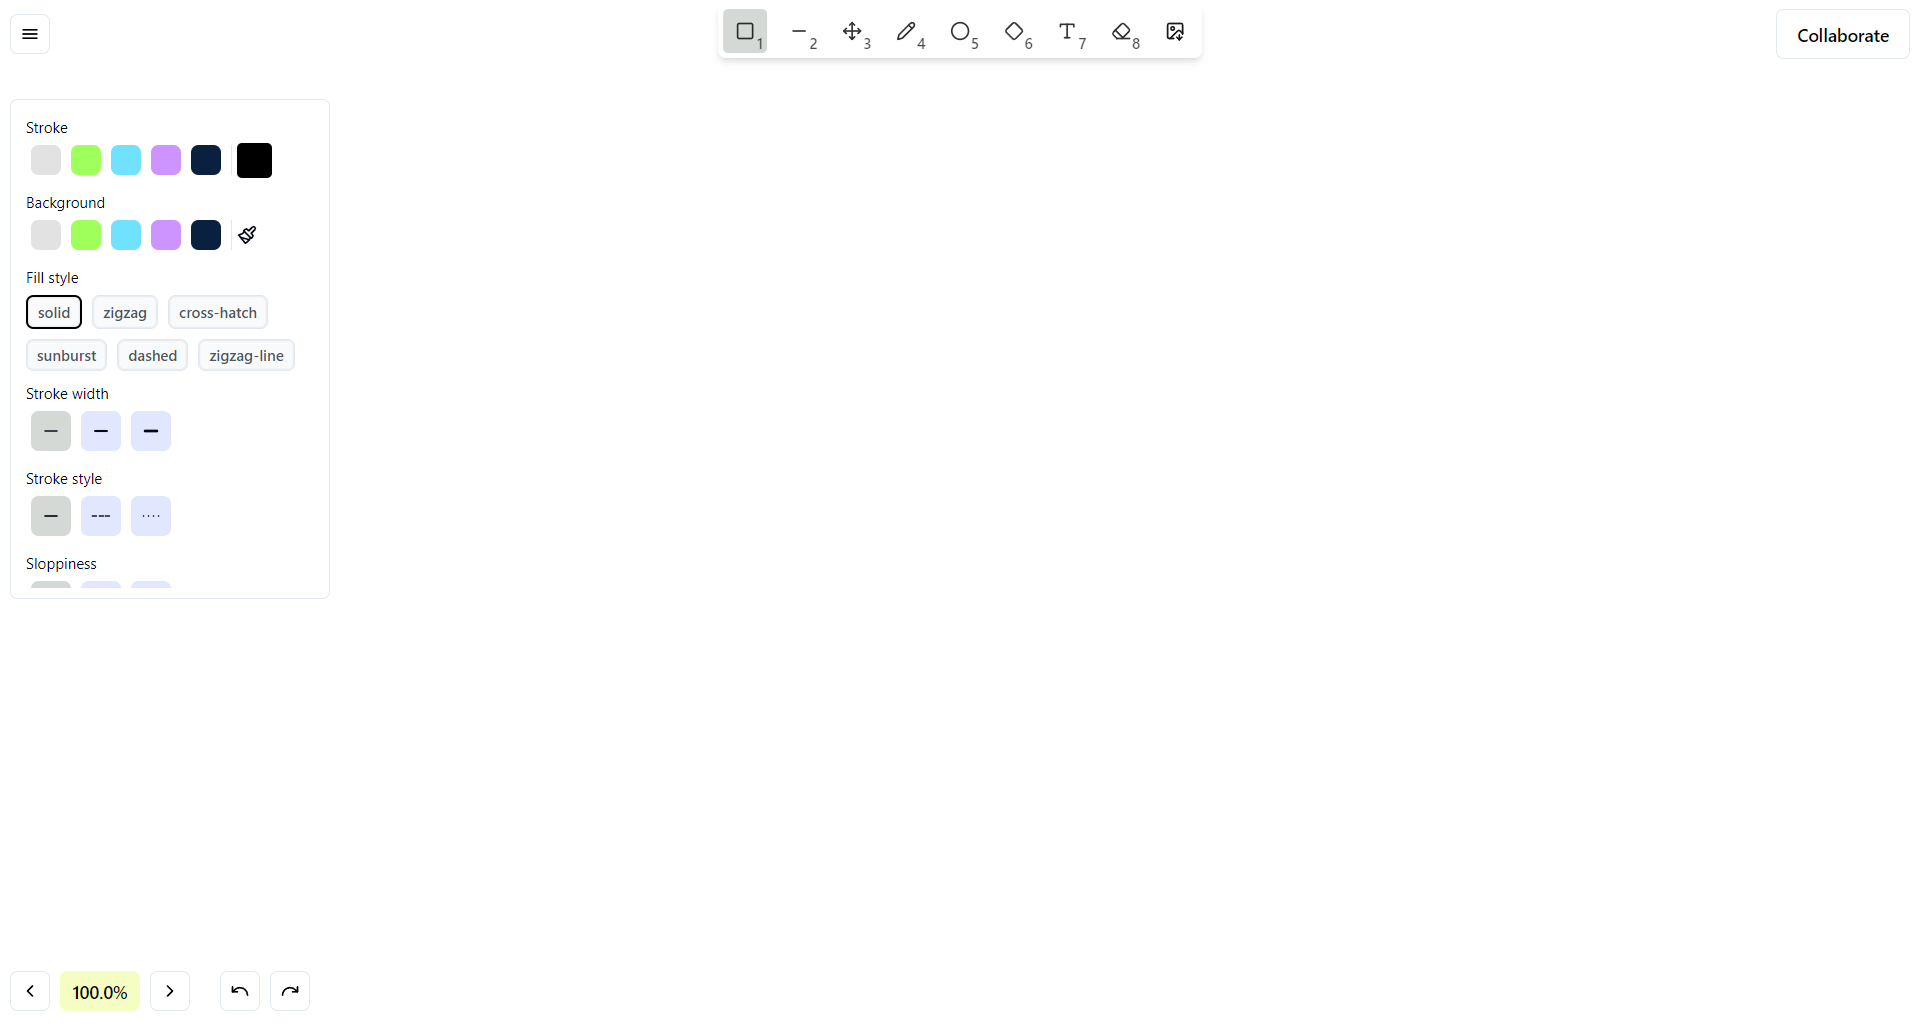 1 2 3 4 5 6 7 8
Collaborate
Stroke
Background
Fill style
solid zigzag cross-hatch
sunburst dashed zigzag-line
Stroke width
Stroke style
Sloppiness
100.0%